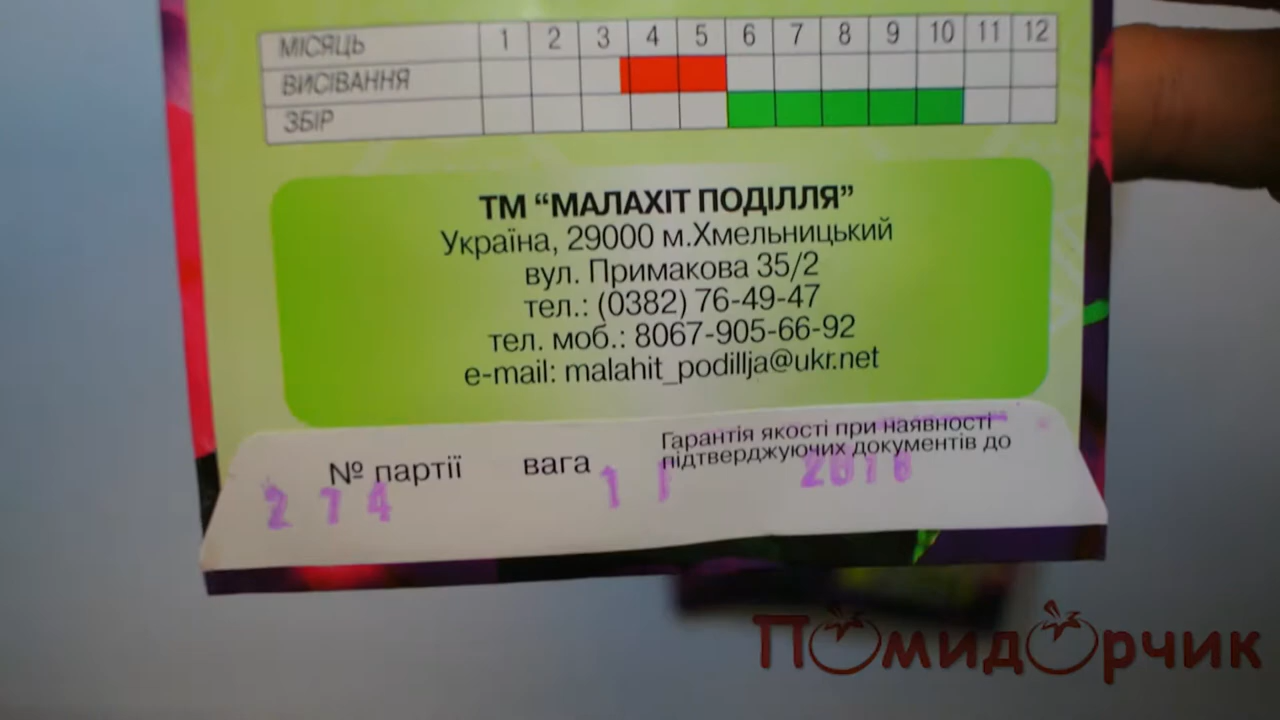 МІСЯЦЬ 1 2 3 4 5 6 7 8 9 10 11 12
ВИСІВАННЯ
ЗБІР
ТМ “МАЛАХІТ ПОДІЛЛЯ”
Україна, 29000 м.Хмельницький
вул. Примакова 35/2
тел.: (0382) 76-49-47
тел. моб.: 8067-905-66-92
e-mail: malahit_podillja@ukr.net
Гарантія якості при наявності
№ партії вага підтверджуючих документів до
274 1
Помидорчик